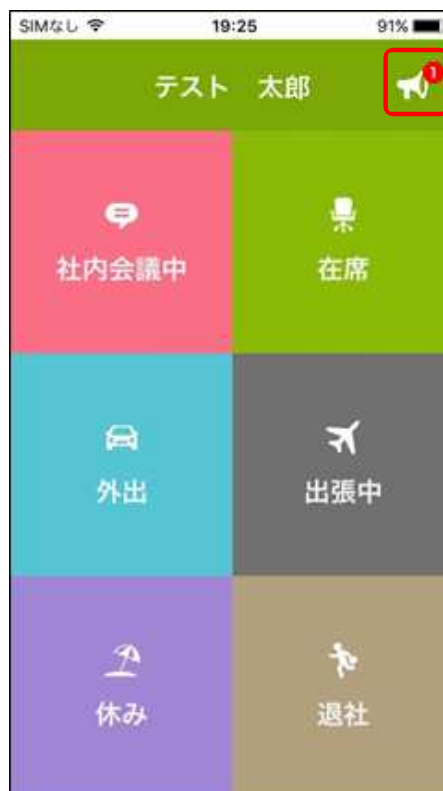 SIMなし 19:25 91%
テスト　太郎 1
社内会議中 在席
外出 出張中
休み 退社